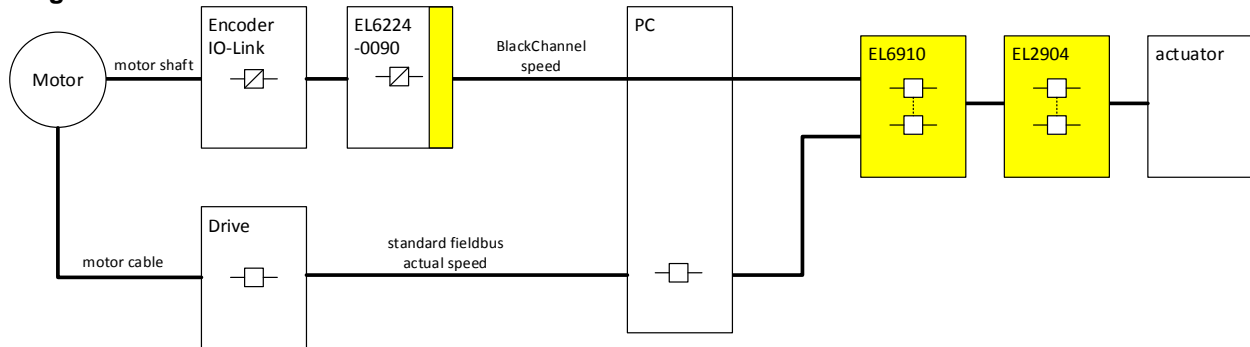 Encoder
IO-Link
EL6224
-0090
PC
BlackChannel
speed
EL6910
EL2904
actuator
motor shaft
Motor
Drive
standard fieldbus
actual speed
motor cable